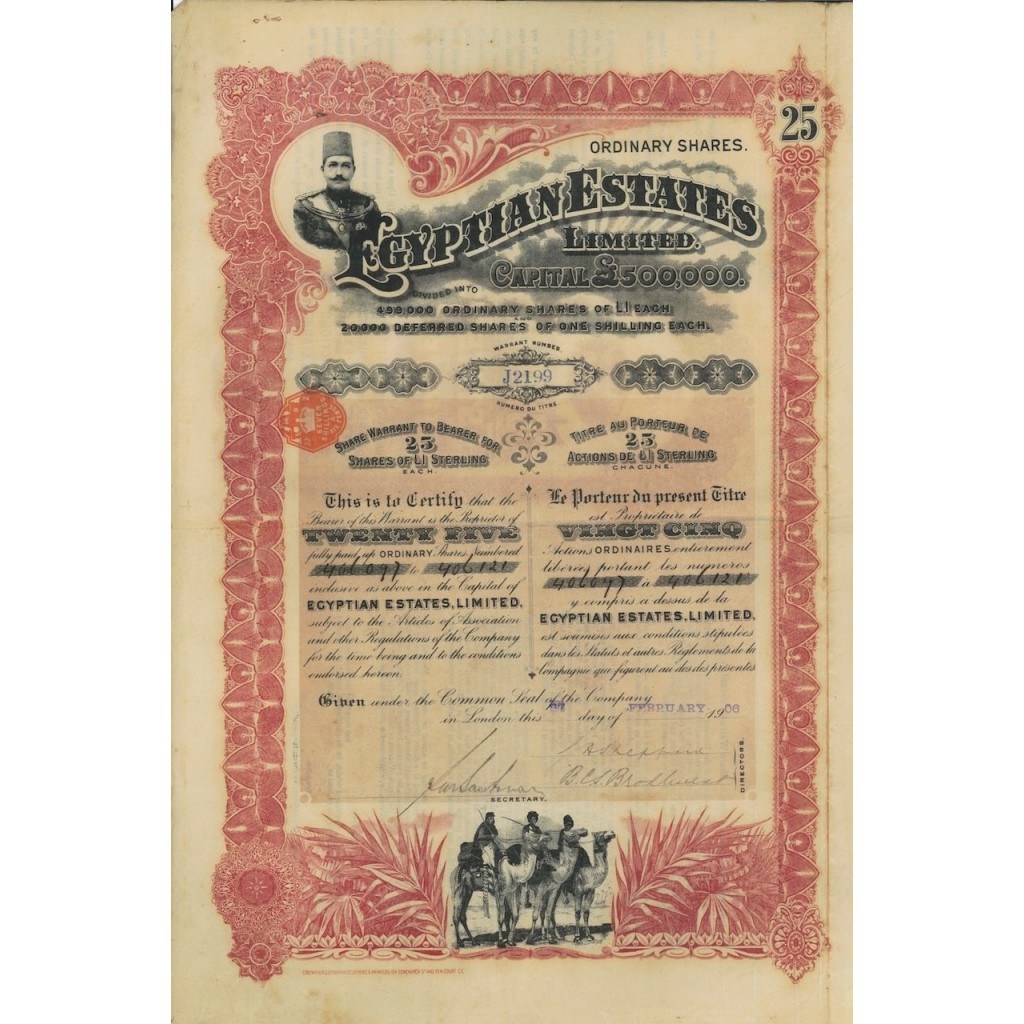 25
ORDINARY SHARES.
EGYPTIAN ESTATES
LIMITED.
CAPITAL £500,000.
DIVIDED INTO
499,000 ORDINARY SHARES OF £1 EACH
AND
20,000 DEFERRED SHARES OF ONE SHILLING EACH.
WARRANT NUMBER.
J2199
NUMERO DU TITRE
SHARE WARRANT TO BEARER FOR
25
SHARES OF £1 STERLING
EACH.
TITRE AU PORTEUR DE
25
ACTIONS DE £1 STERLING
CHACUNE.
This is to Certify that the
Bearer of this Warrant is the Proprietor of
TWENTY FIVE
fully paid up ORDINARY Shares numbered
406097 to 406121
inclusive as above in the Capital of
EGYPTIAN ESTATES, LIMITED,
subject to the Articles of Association
and other Regulations of the Company
for the time being and to the conditions
endorsed hereon.
Le Porteur du present Titre
est Proprietaire de
VINGT CINQ
Actions ORDINAIRES entierement
liberées portant les numeros
406097 à 406121
y compris a dessus de la
EGYPTIAN ESTATES, LIMITED,
est soumises aux conditions stipulées
dans les Statuts et autres Règlements de la
Compagnie que figurent au dos des présentes
Given under the Common Seal of the Company
in London this day of FEBRUARY 1906
B.C.S. Brodhurst
DIRECTORS.
SECRETARY.